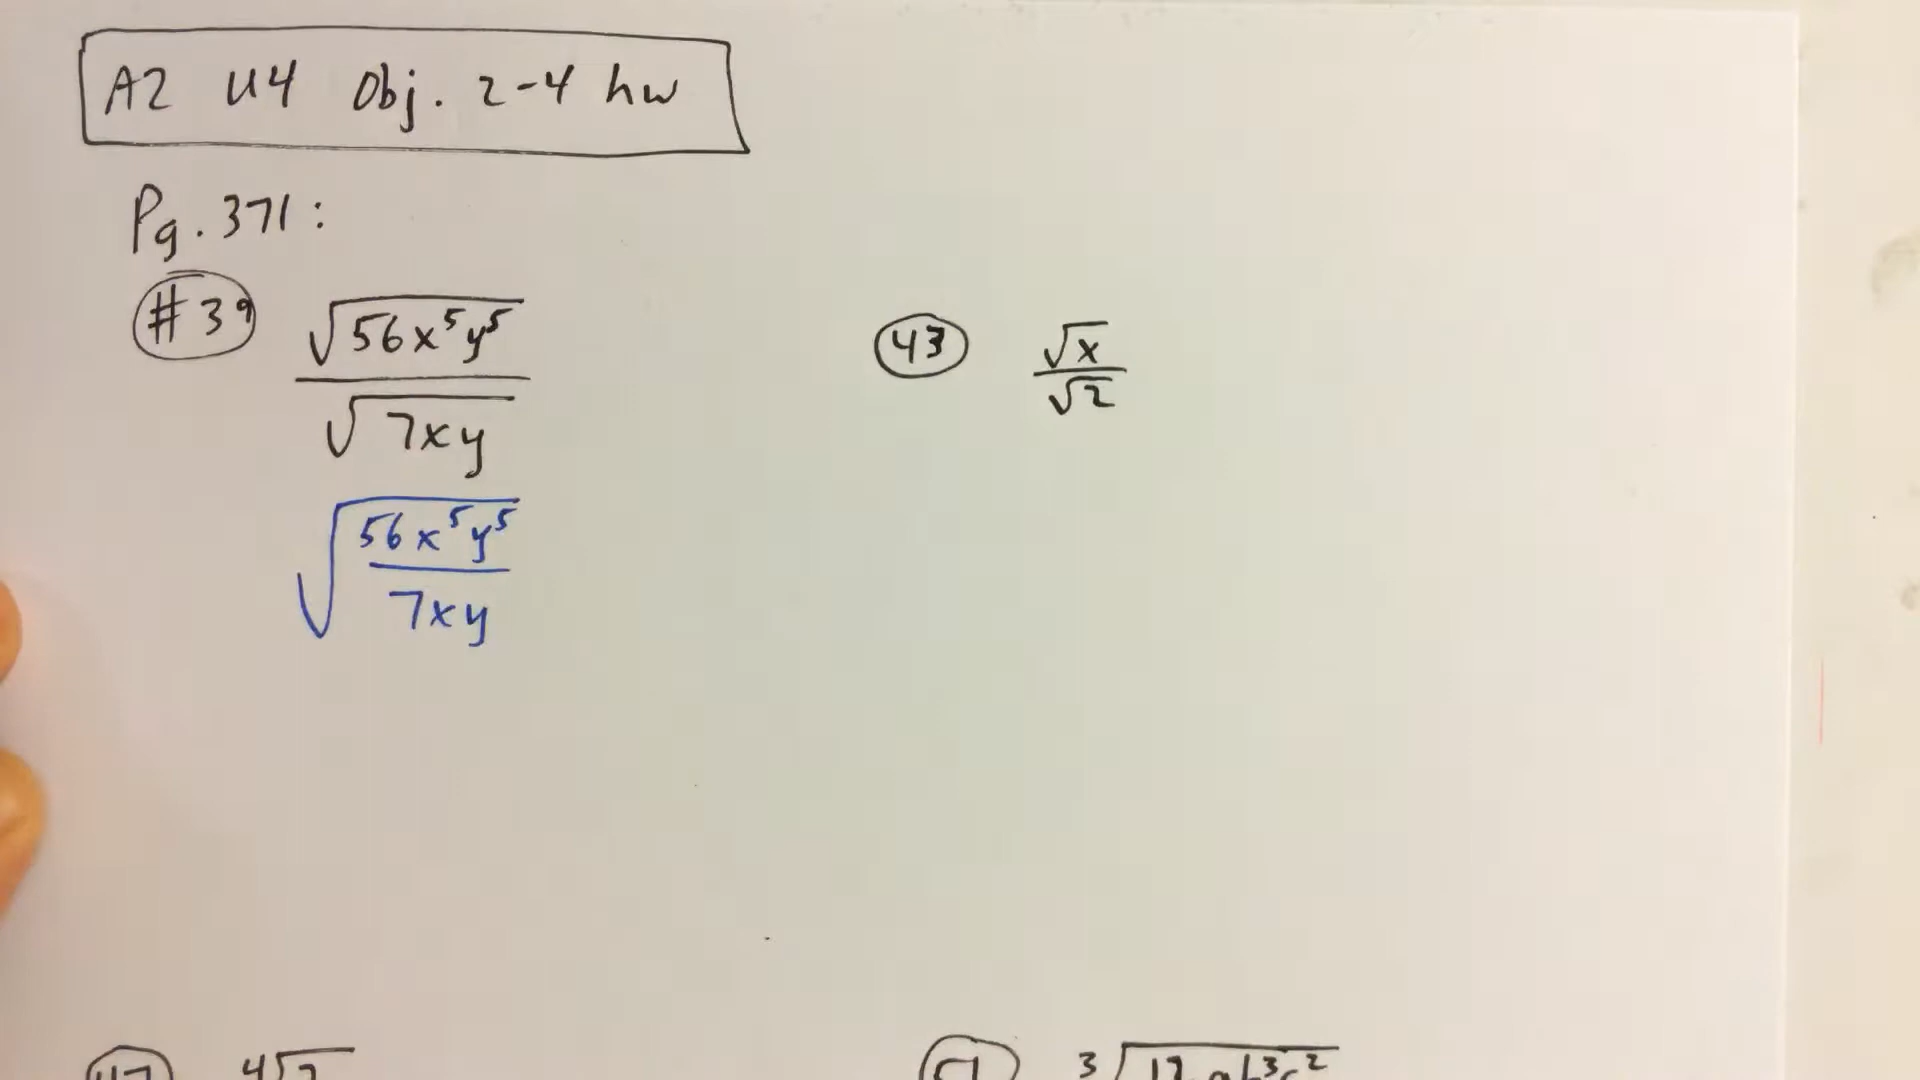 A2 U4 Obj. 2-4 hw
Pg. 371:
#39 √56x⁵y⁵ / √7xy
√(56x⁵y⁵ / 7xy)
43 √x / √2